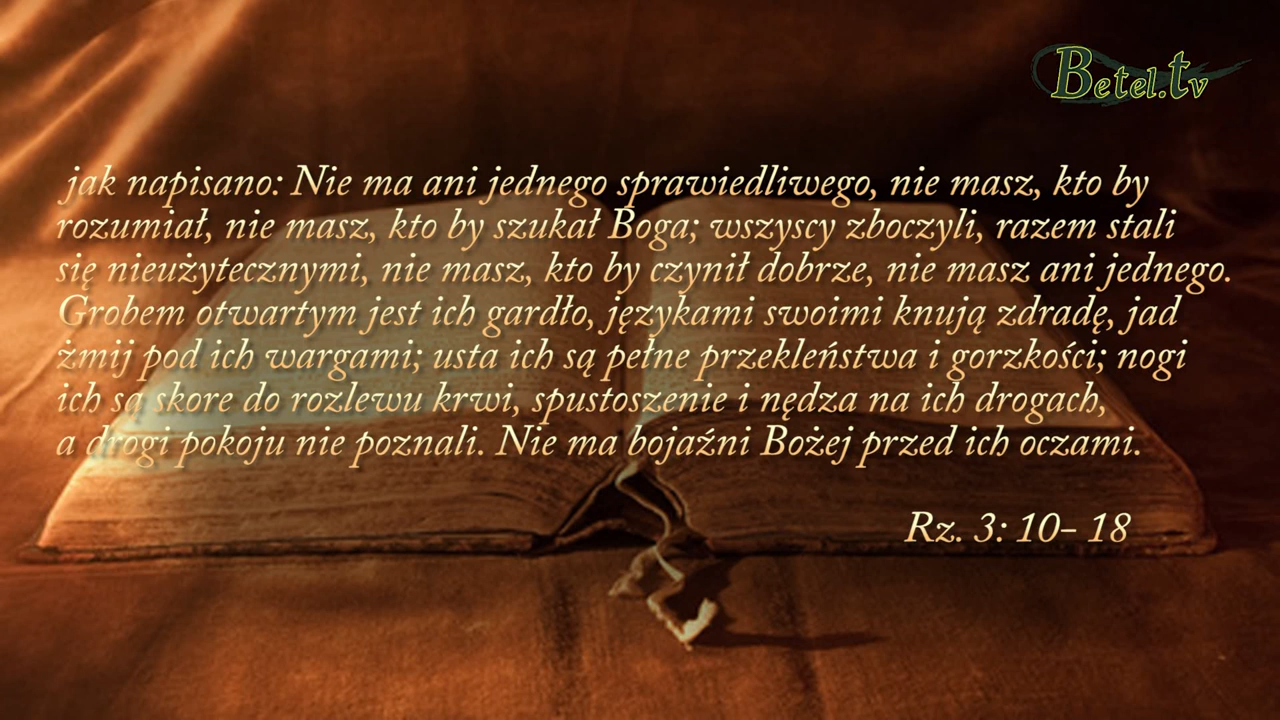 Betel.tv
jak napisano: Nie ma ani jednego sprawiedliwego, nie masz, kto by
rozumiał, nie masz, kto by szukał Boga; wszyscy zboczyli, razem stali
się nieużytecznymi, nie masz, kto by czynił dobrze, nie masz ani jednego.
Grobem otwartym jest ich gardło, językami swoimi knują zdradę, jad
żmij pod ich wargami; usta ich są pełne przekleństwa i gorzkości; nogi
ich są skore do rozlewu krwi, spustoszenie i nędza na ich drogach,
a drogi pokoju nie poznali. Nie ma bojaźni Bożej przed ich oczami.
Rz. 3: 10- 18